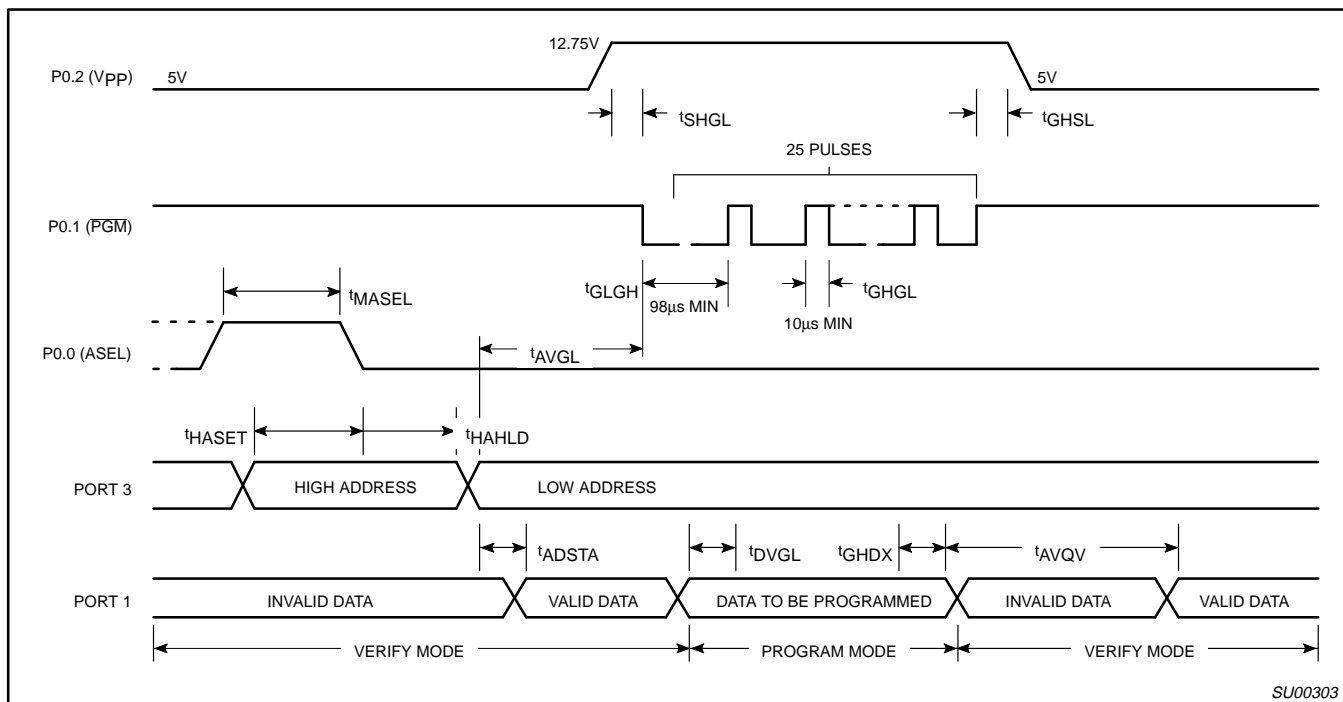 12.75V
P0.2 (VPP)
5V
5V
tSHGL
tGHSL
25 PULSES
P0.1 (PGM)
tMASEL
tGLGH
98µs MIN
tGHGL
10µs MIN
P0.0 (ASEL)
tAVGL
tHASET
tHAHLD
PORT 3
HIGH ADDRESS
LOW ADDRESS
tADSTA
tDVGL
tGHDX
tAVQV
PORT 1
INVALID DATA
VALID DATA
DATA TO BE PROGRAMMED
INVALID DATA
VALID DATA
VERIFY MODE
PROGRAM MODE
VERIFY MODE
SU00303